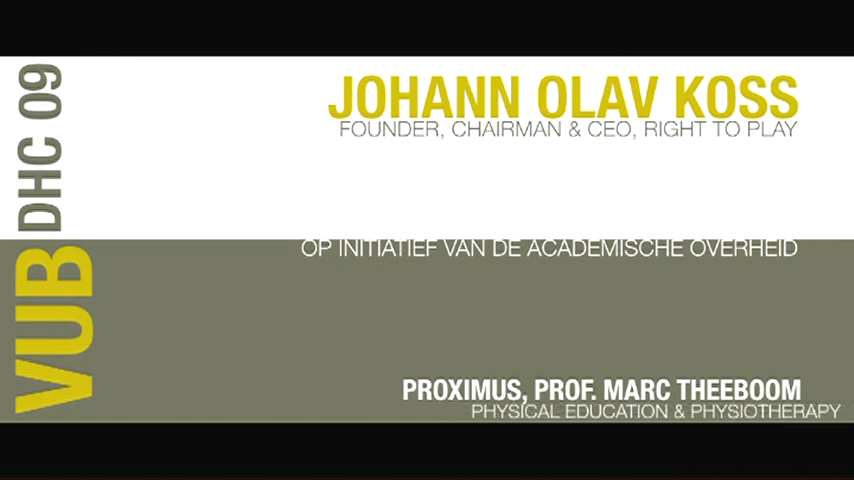 VUB DHC 09
JOHANN OLAV KOSS
FOUNDER, CHAIRMAN & CEO, RIGHT TO PLAY
OP INITIATIEF VAN DE ACADEMISCHE OVERHEID
PROXIMUS, PROF. MARC THEEBOOM
PHYSICAL EDUCATION & PHYSIOTHERAPY